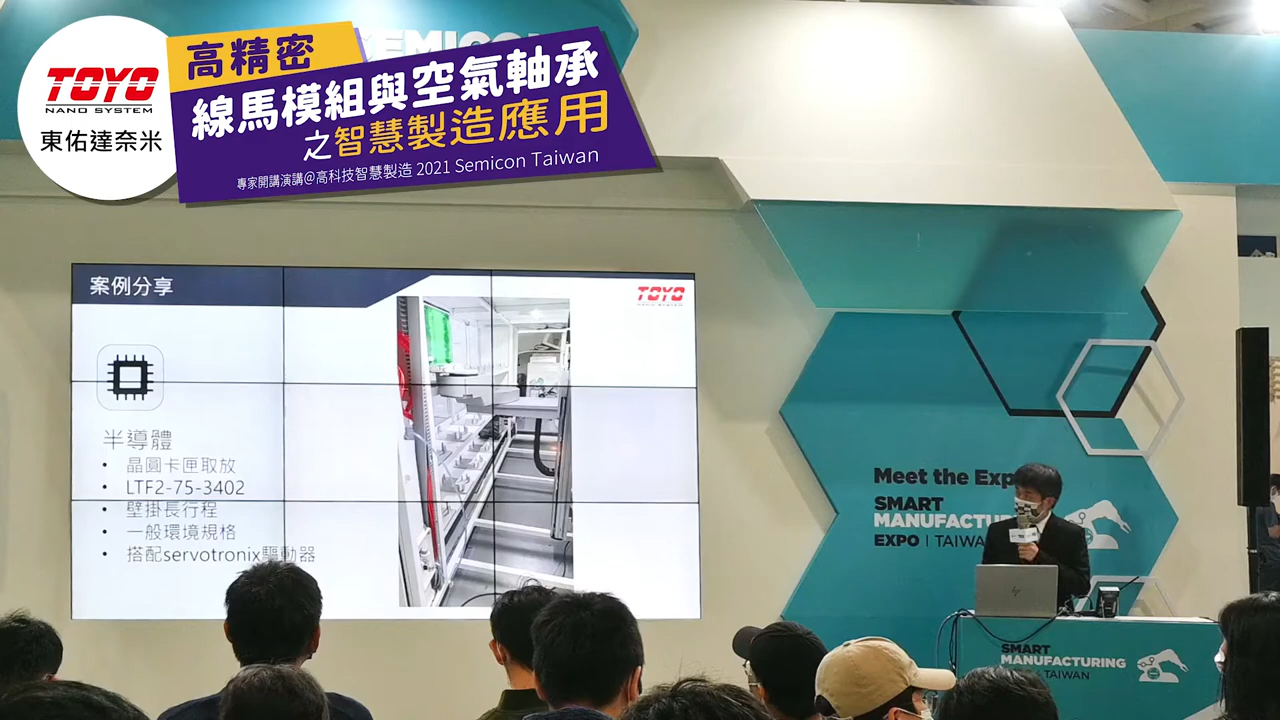 TOYO
NANO SYSTEM
東佑達奈米
高精密
線馬模組與空氣軸承
之智慧製造應用
專家開講演講@高科技智慧製造 2021 Semicon Taiwan
案例分享
TOYO
半導體
• 晶圓卡匣取放
• LTF2-75-3402
• 壁掛長行程
• 一般環境規格
• 搭配servotronix驅動器
Meet the Exp
SMART
MANUFACTU
EXPO | TAIWA
SMART
MANUFACTURING
TAIWAN